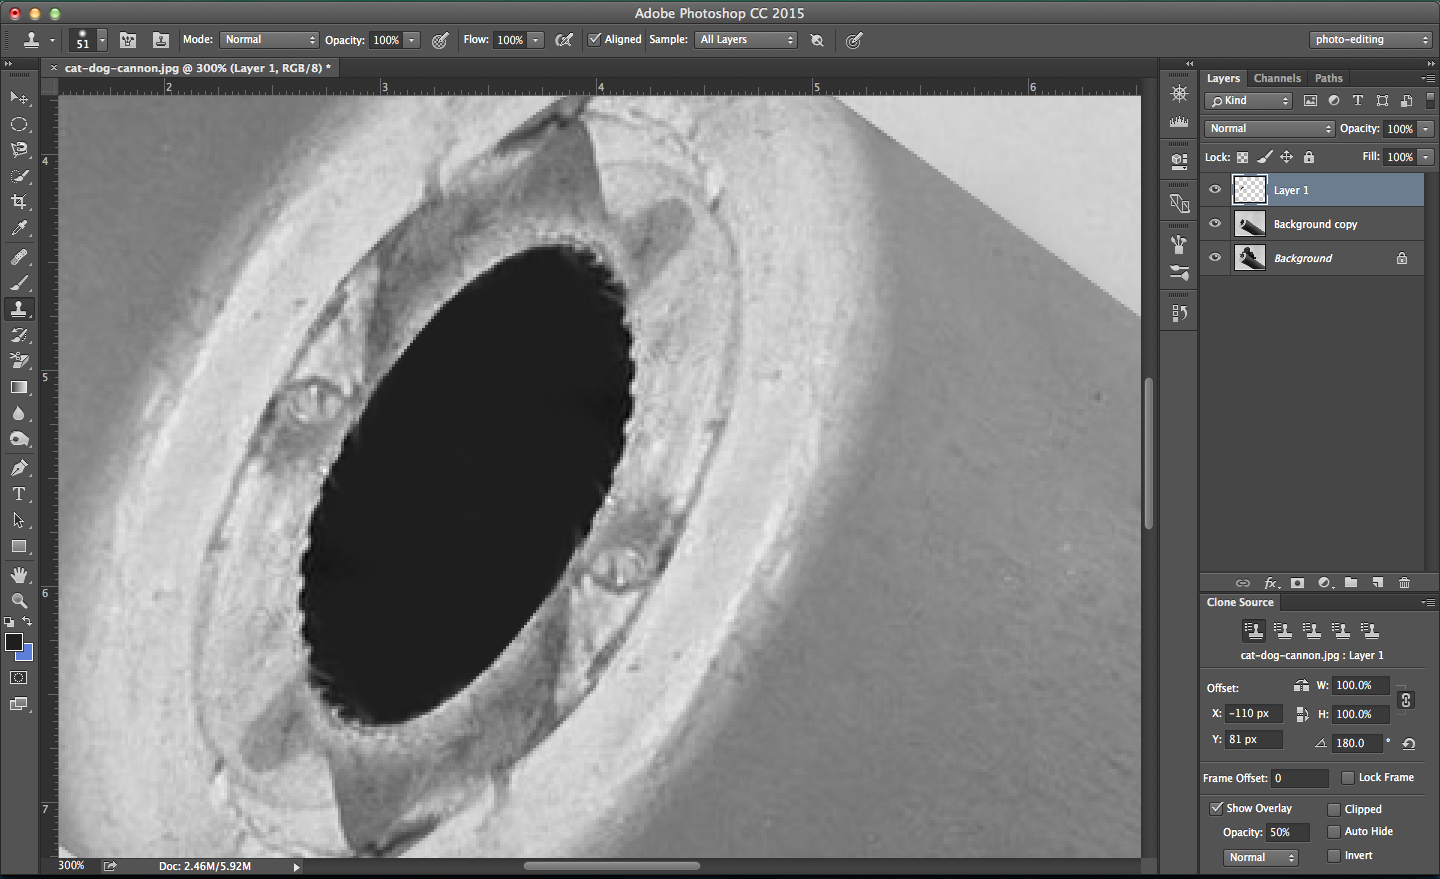 Adobe Photoshop CC 2015
51 Mode: Normal Opacity: 100% Flow: 100% Aligned Sample: All Layers photo-editing
× cat-dog-cannon.jpg @ 300% (Layer 1, RGB/8) *
2 3 4 5 6
4
5
6
7
Layers Channels Paths
Kind
Normal Opacity: 100%
Lock: Fill: 100%
Layer 1
Background copy
Background
fx
Clone Source
cat-dog-cannon.jpg : Layer 1
Offset: W: 100.0%
X: -110 px H: 100.0%
Y: 81 px 180.0 °
Frame Offset: 0 Lock Frame
Show Overlay Clipped
Opacity: 50% Auto Hide
Normal Invert
300% Doc: 2.46M/5.92M